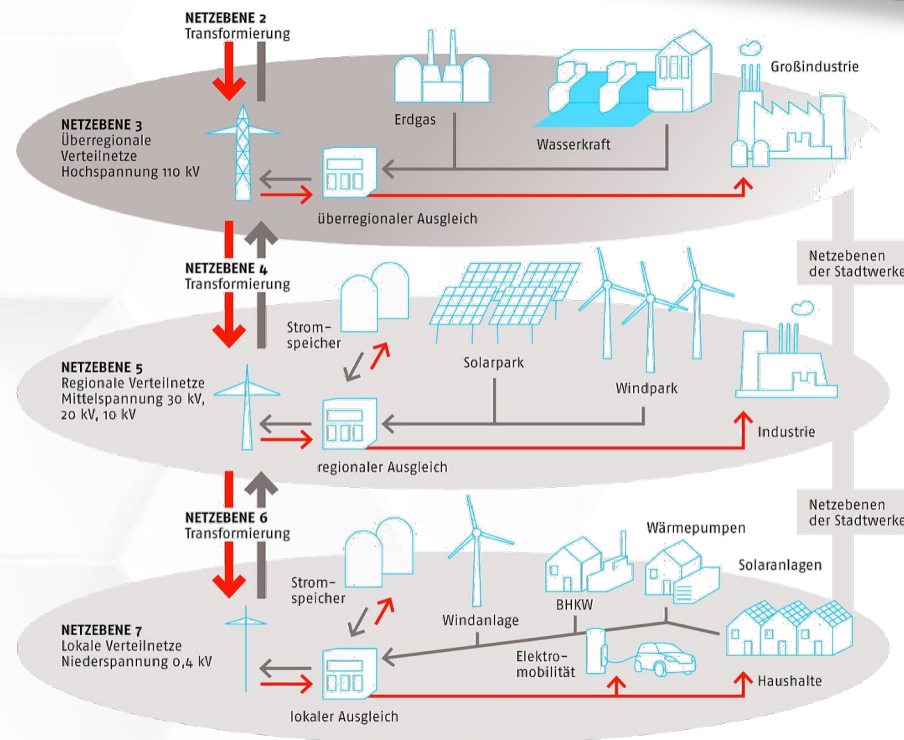 NETZEBENE 2
Transformierung
Großindustrie
Erdgas
Wasserkraft
NETZEBENE 3
Überregionale
Verteilnetze
Hochspannung 110 kV
überregionaler Ausgleich
Netzebenen
der Stadtwerke
NETZEBENE 4
Transformierung
Strom-
speicher
Solarpark
Windpark
NETZEBENE 5
Regionale Verteilnetze
Mittelspannung 30 kV,
20 kV, 10 kV
Industrie
regionaler Ausgleich
Netzebenen
der Stadtwerke
NETZEBENE 6
Transformierung
Wärmepumpen
Solaranlagen
Strom-
speicher
Windanlage
BHKW
NETZEBENE 7
Lokale Verteilnetze
Niederspannung 0,4 kV
Elektro-
mobilität
Haushalte
lokaler Ausgleich